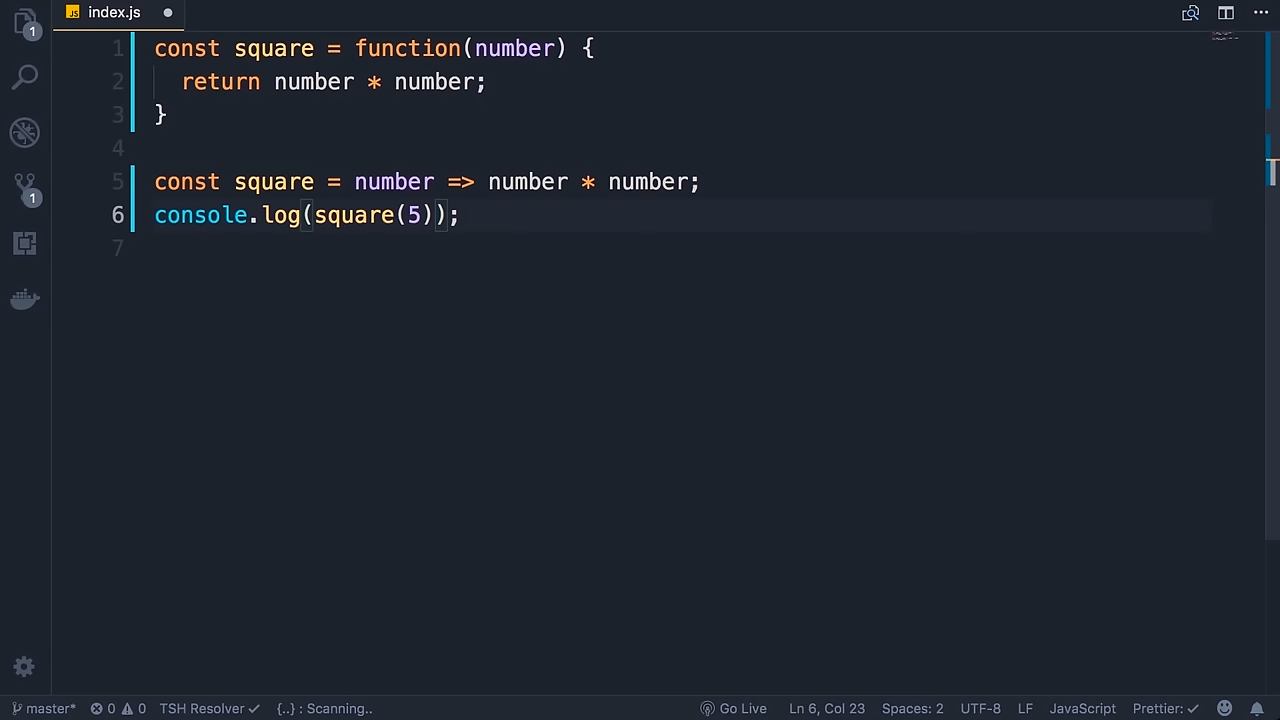 JS index.js
1
1 const square = function(number) {
2 return number * number;
3 }
4
5 const square = number => number * number;
6 console.log(square(5));
7
1
master* 0 0 TSH Resolver {..} : Scanning.. Go Live Ln 6, Col 23 Spaces: 2 UTF-8 LF JavaScript Prettier: